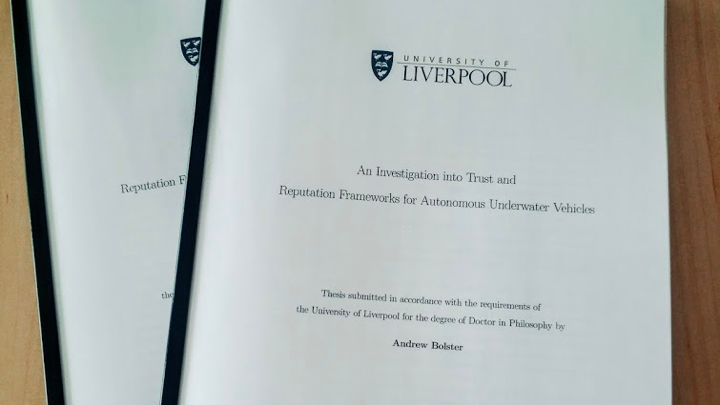 UNIVERSITY OF
LIVERPOOL
An Investigation into Trust and
Reputation Frameworks for Autonomous Underwater Vehicles
Thesis submitted in accordance with the requirements of
the University of Liverpool for the degree of Doctor in Philosophy by
Andrew Bolster
Reputation F
the